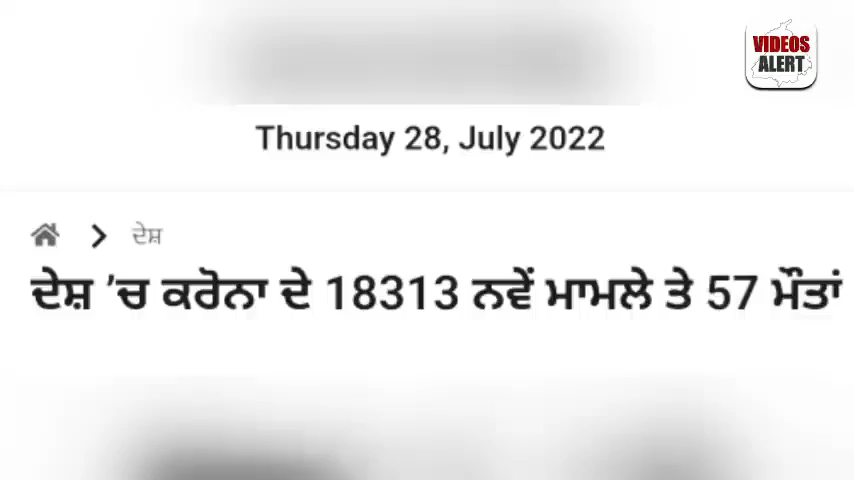 VIDEOS
ALERT
Thursday 28, July 2022
ਦੇਸ਼
ਦੇਸ਼ ’ਚ ਕਰੋਨਾ ਦੇ 18313 ਨਵੇਂ ਮਾਮਲੇ ਤੇ 57 ਮੌਤਾਂ